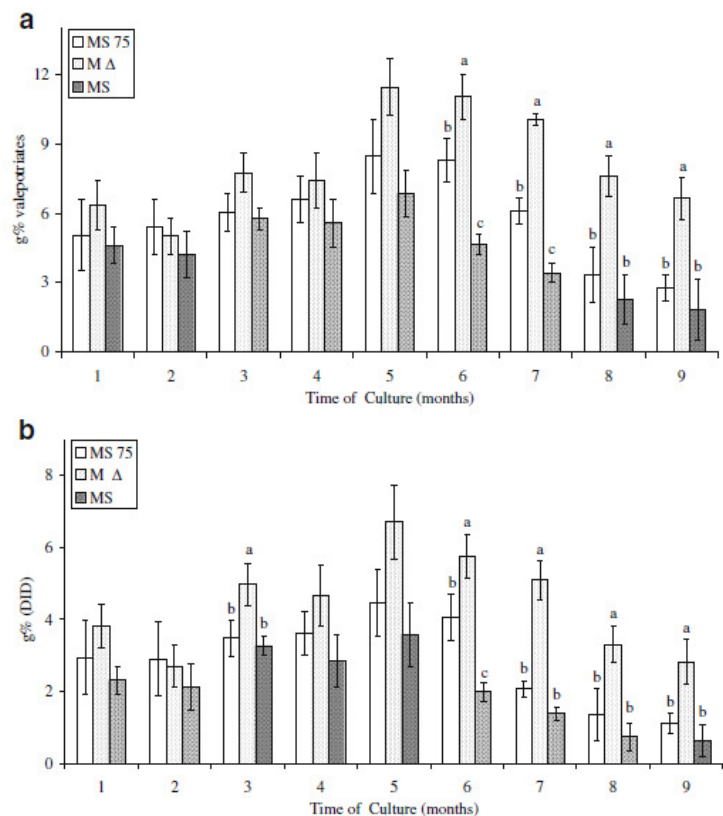 a
MS 75
M Δ
MS
g% valepotriates
12
9
6
3
0
a
b
c
a
b
c
a
b
b
a
b
b
1 2 3 4 5 6 7 8 9
Time of Culture (months)
b
MS 75
M Δ
MS
g% (DID)
8
6
4
2
0
a
b
b
a
b
c
a
b
b
a
b
b
a
b
b
1 2 3 4 5 6 7 8 9
Time of Culture (months)